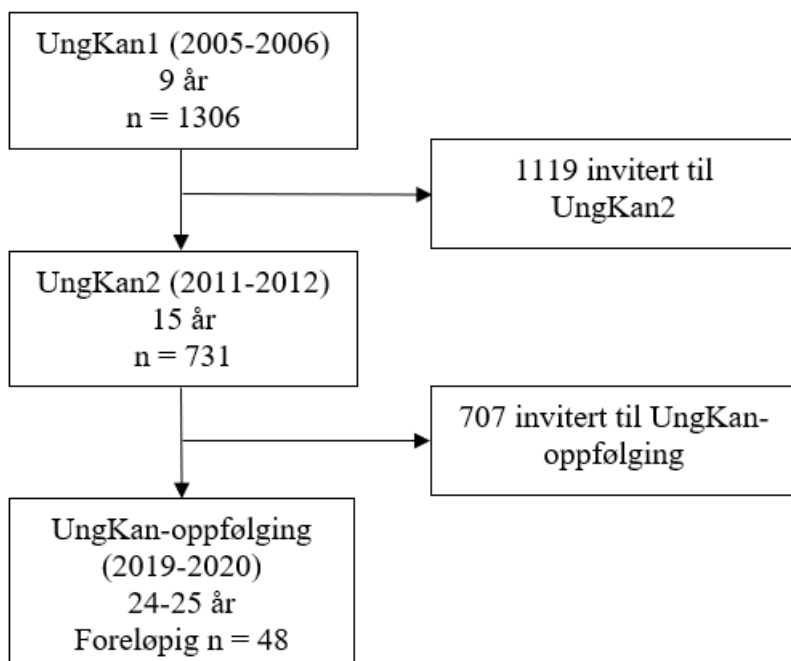 UngKan1 (2005-2006)
9 år
n = 1306
1119 invitert til
UngKan2
UngKan2 (2011-2012)
15 år
n = 731
707 invitert til UngKan-
oppfølging
UngKan-oppfølging
(2019-2020)
24-25 år
Foreløpig n = 48